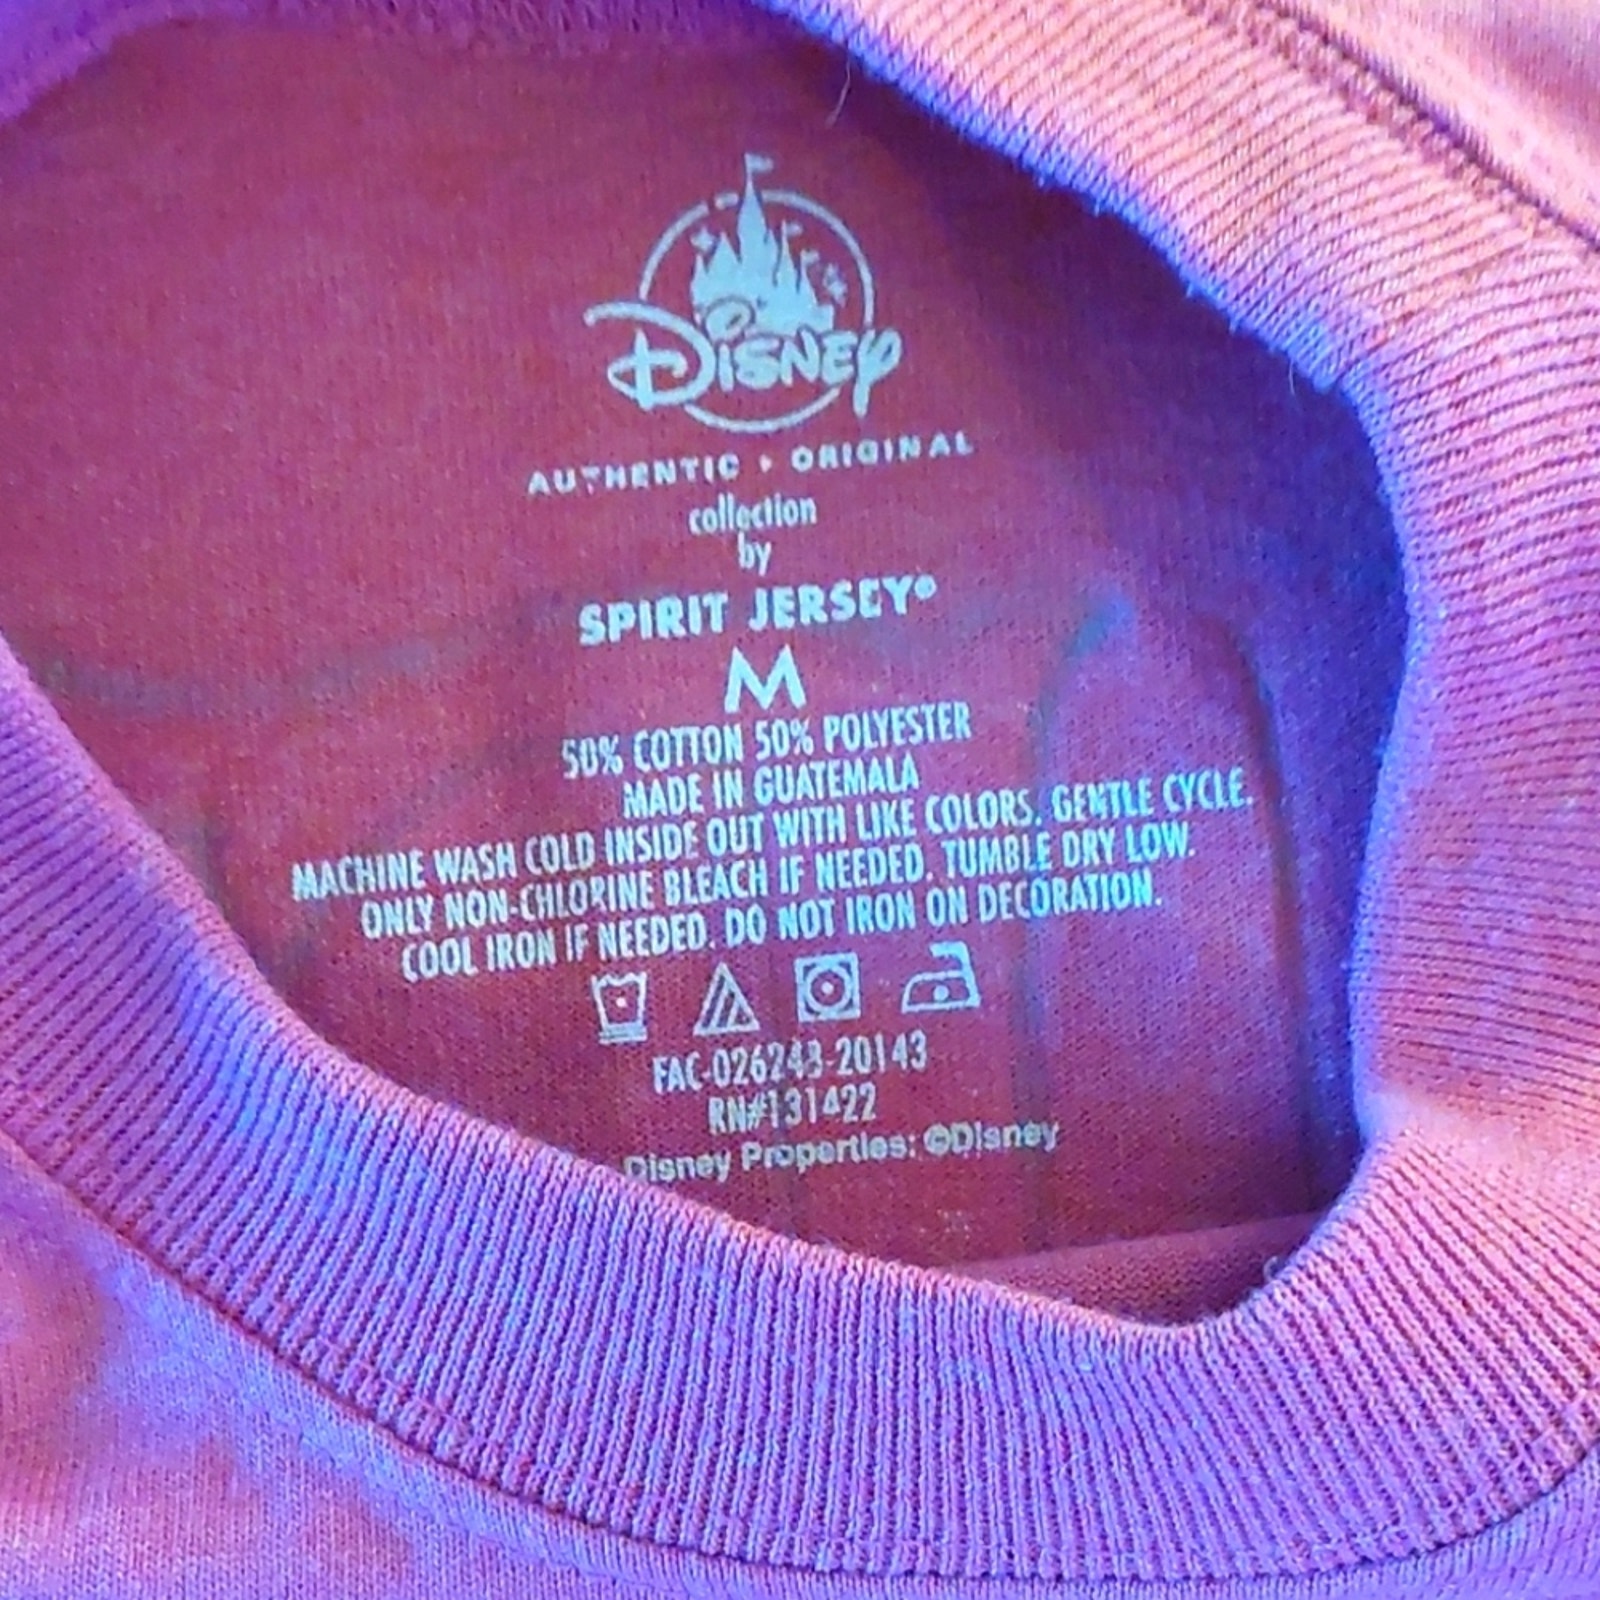 Disney
AUTHENTIC • ORIGINAL
collection
by
SPIRIT JERSEY®
M
50% COTTON 50% POLYESTER
MADE IN GUATEMALA
MACHINE WASH COLD INSIDE OUT WITH LIKE COLORS. GENTLE CYCLE.
ONLY NON-CHLORINE BLEACH IF NEEDED. TUMBLE DRY LOW.
COOL IRON IF NEEDED. DO NOT IRON ON DECORATION.
FAC-026248-20143
RN#131422
Disney Properties: ©Disney